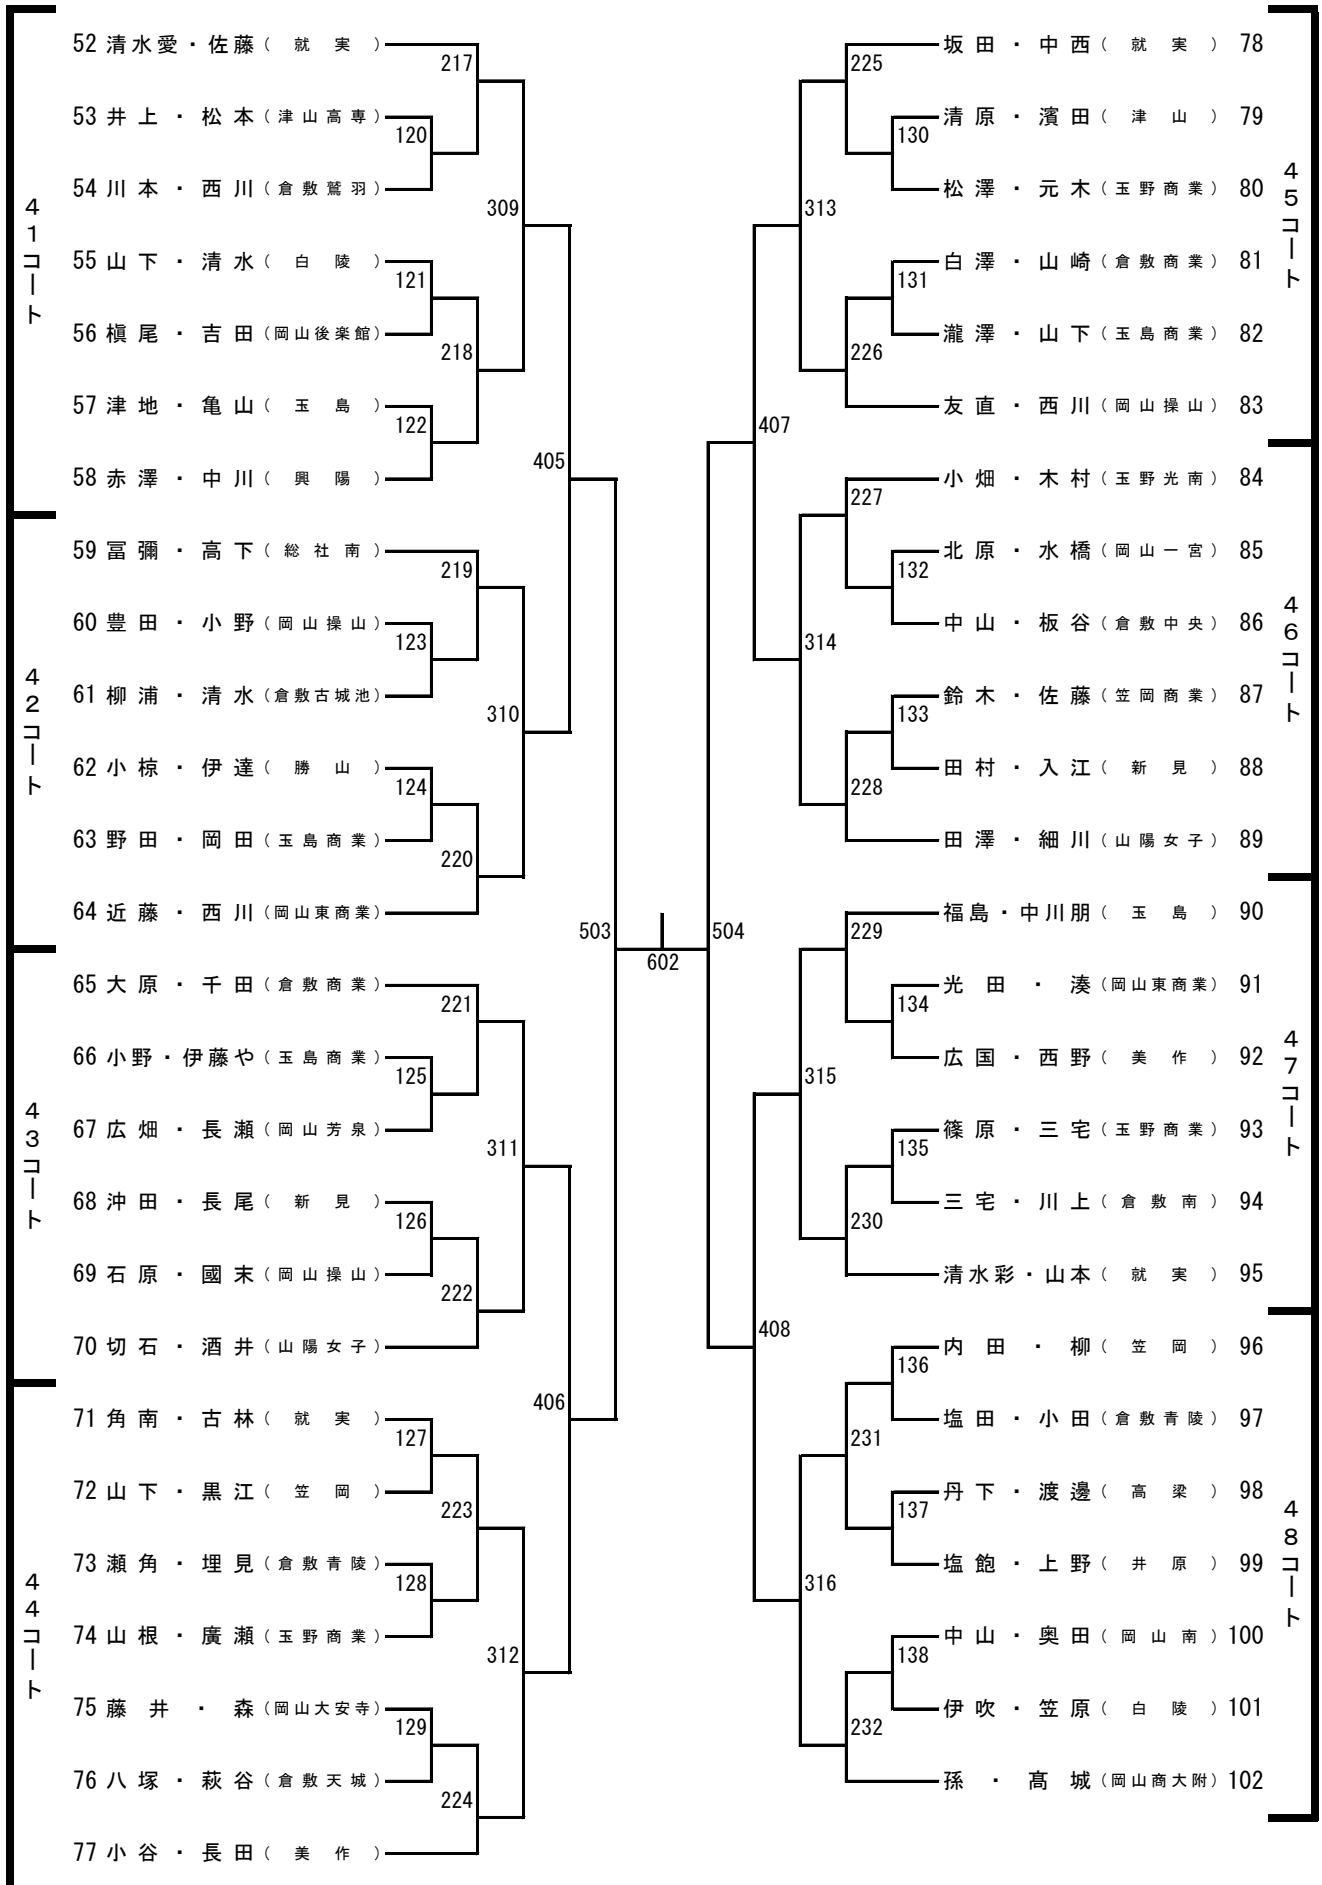 41コート
52 清水愛・佐藤（就実）
217
53 井上・松本（津山高専）
120
54 川本・西川（倉敷鷲羽）
309
55 山下・清水（白陵）
121
56 槇尾・吉田（岡山後楽館）
218
57 津地・亀山（玉島）
122
58 赤澤・中川（興陽）
405
42コート
59 冨彌・高下（総社南）
219
60 豊田・小野（岡山操山）
123
61 柳浦・清水（倉敷古城池）
310
62 小椋・伊達（勝山）
124
63 野田・岡田（玉島商業）
220
64 近藤・西川（岡山東商業）
503
43コート
65 大原・千田（倉敷商業）
221
66 小野・伊藤や（玉島商業）
125
67 広畑・長瀬（岡山芳泉）
311
68 沖田・長尾（新見）
126
69 石原・國末（岡山操山）
222
70 切石・酒井（山陽女子）
406
44コート
71 角南・古林（就実）
127
72 山下・黒江（笠岡）
223
73 瀬角・埋見（倉敷青陵）
128
74 山根・廣瀬（玉野商業）
312
75 藤井・森（岡山大安寺）
129
76 八塚・萩谷（倉敷天城）
224
77 小谷・長田（美作）
602
45コート
坂田・中西（就実） 78
225
清原・濱田（津山） 79
130
松澤・元木（玉野商業） 80
313
白澤・山崎（倉敷商業） 81
131
瀧澤・山下（玉島商業） 82
226
友直・西川（岡山操山） 83
407
46コート
小畑・木村（玉野光南） 84
227
北原・水橋（岡山一宮） 85
132
中山・板谷（倉敷中央） 86
314
鈴木・佐藤（笠岡商業） 87
133
田村・入江（新見） 88
228
田澤・細川（山陽女子） 89
504
47コート
福島・中川朋（玉島） 90
229
光田・湊（岡山東商業） 91
134
広国・西野（美作） 92
315
篠原・三宅（玉野商業） 93
135
三宅・川上（倉敷南） 94
230
清水彩・山本（就実） 95
408
48コート
内田・柳（笠岡） 96
136
塩田・小田（倉敷青陵） 97
231
丹下・渡邊（高梁） 98
137
塩飽・上野（井原） 99
316
中山・奥田（岡山南） 100
138
伊吹・笠原（白陵） 101
232
孫・髙城（岡山商大附） 102